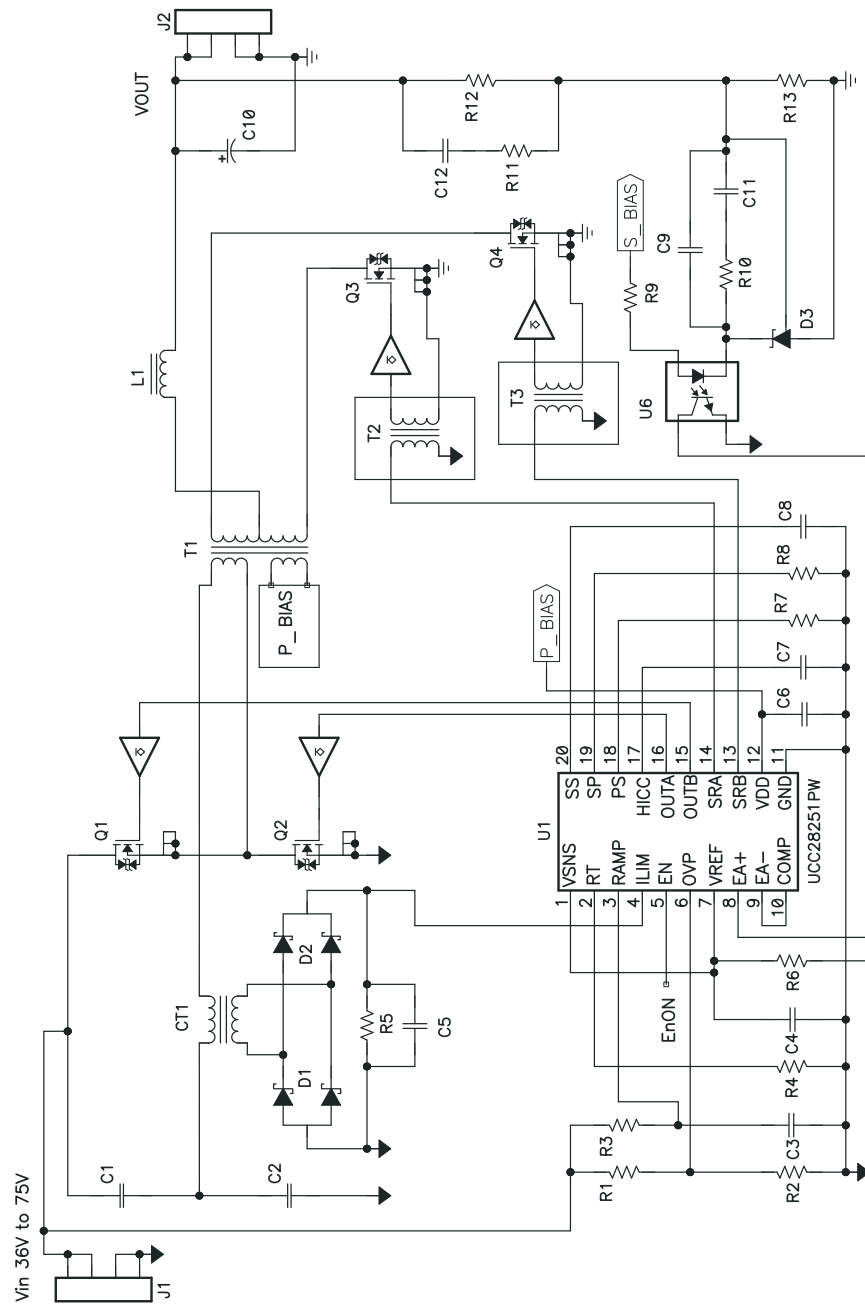 Vin 36V to 75V
J1
C1
C2
CT1
D1
D2
R5
C5
Q1
Q2
P_BIAS
T1
L1
VOUT
C10
J2
Q3
Q4
T2
T3
C12
R12
R11
S_BIAS
R9
U6
C9
R10
C11
D3
R13
R1
R2
R3
C3
R4
C4
R6
EnON
U1
1 VSNS
2 RT
3 RAMP
4 ILIM
5 EN
6 OVP
7 VREF
8 EA+
9 EA-
10 COMP
SS 20
SP 19
PS 18
HICC 17
OUTA 16
OUTB 15
SRA 14
SRB 13
VDD 12
GND 11
UCC28251PW
P_BIAS
C6
C7
R7
R8
C8